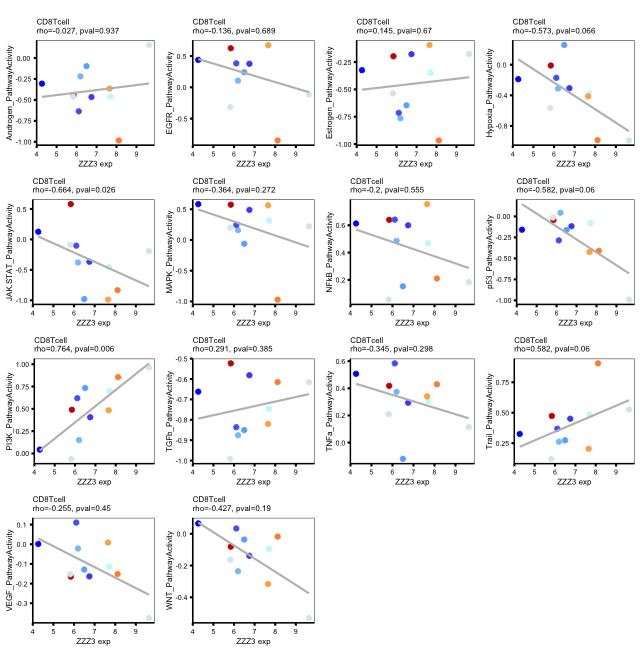 CD8Tcell
rho=-0.027, pval=0.937
Androgen_PathwayActivity
0.00
-0.25
-0.50
-0.75
-1.00
4 5 6 7 8 9
ZZZ3 exp
CD8Tcell
rho=-0.136, pval=0.689
EGFR_PathwayActivity
0.5
0.0
-0.5
4 5 6 7 8 9
ZZZ3 exp
CD8Tcell
rho=0.145, pval=0.67
Estrogen_PathwayActivity
-0.25
-0.50
-0.75
-1.00
4 5 6 7 8 9
ZZZ3 exp
CD8Tcell
rho=-0.573, pval=0.066
Hypoxia_PathwayActivity
0.0
-0.4
-0.8
4 5 6 7 8 9
ZZZ3 exp
CD8Tcell
rho=-0.664, pval=0.026
JAK.STAT_PathwayActivity
0.5
0.0
-0.5
-1.0
4 5 6 7 8 9
ZZZ3 exp
CD8Tcell
rho=-0.364, pval=0.272
MAPK_PathwayActivity
0.5
0.0
-0.5
-1.0
4 5 6 7 8 9
ZZZ3 exp
CD8Tcell
rho=-0.2, pval=0.555
NFkB_PathwayActivity
0.6
0.4
0.2
4 5 6 7 8 9
ZZZ3 exp
CD8Tcell
rho=-0.582, pval=0.06
p53_PathwayActivity
0.00
-0.25
-0.50
-0.75
-1.00
4 5 6 7 8 9
ZZZ3 exp
CD8Tcell
rho=0.764, pval=0.006
PI3K_PathwayActivity
1.00
0.75
0.50
0.25
0.00
4 5 6 7 8 9
ZZZ3 exp
CD8Tcell
rho=0.291, pval=0.385
TGFb_PathwayActivity
-0.5
-0.6
-0.7
-0.8
-0.9
-1.0
4 5 6 7 8 9
ZZZ3 exp
CD8Tcell
rho=-0.345, pval=0.298
TNFa_PathwayActivity
0.6
0.4
0.2
0.0
4 5 6 7 8 9
ZZZ3 exp
CD8Tcell
rho=0.582, pval=0.06
Trail_PathwayActivity
0.75
0.50
0.25
4 5 6 7 8 9
ZZZ3 exp
CD8Tcell
rho=-0.255, pval=0.45
VEGF_PathwayActivity
0.1
0.0
-0.1
-0.2
-0.3
4 5 6 7 8 9
ZZZ3 exp
CD8Tcell
rho=-0.427, pval=0.19
WNT_PathwayActivity
0.0
-0.2
-0.4
4 5 6 7 8 9
ZZZ3 exp